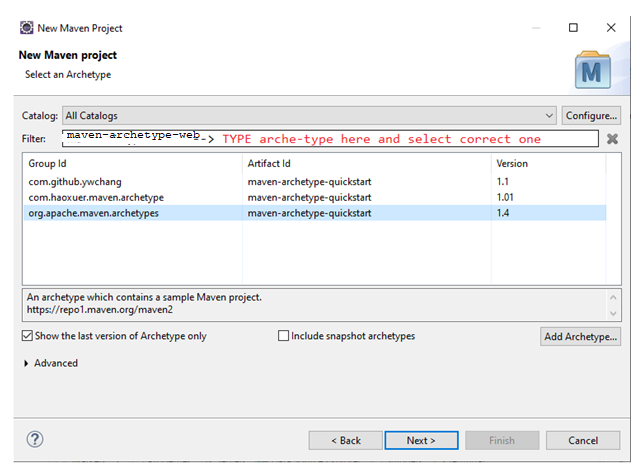 New Maven Project
New Maven project
Select an Archetype
M
Catalog: All Catalogs Configure...
Filter: maven-archetype-web --> TYPE arche-type here and select correct one
Group Id Artifact Id Version
com.github.ywchang maven-archetype-quickstart 1.1
com.haoxuer.maven.archetype maven-archetype-quickstart 1.01
org.apache.maven.archetypes maven-archetype-quickstart 1.4
An archetype which contains a sample Maven project.
https://repo1.maven.org/maven2
Show the last version of Archetype only Include snapshot archetypes Add Archetype...
Advanced
? < Back Next > Finish Cancel